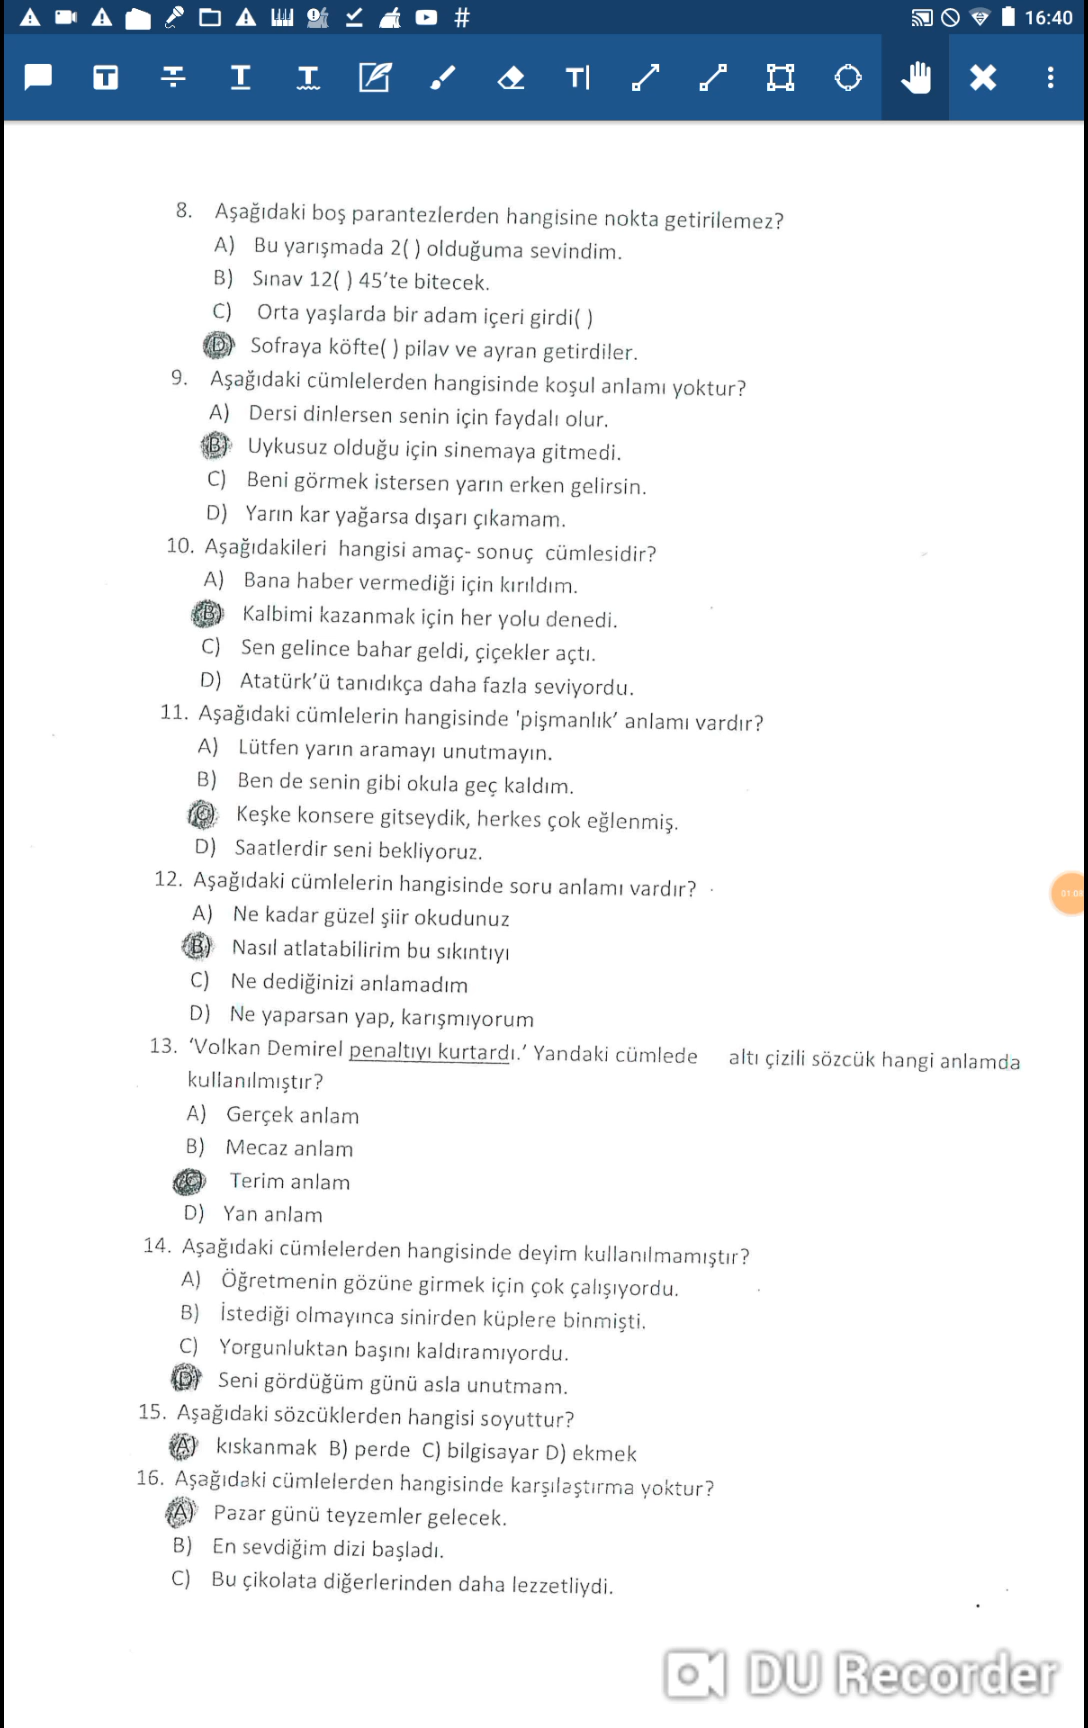 16:40
8. Aşağıdaki boş parantezlerden hangisine nokta getirilemez?
A) Bu yarışmada 2( ) olduğuma sevindim.
B) Sınav 12( ) 45’te bitecek.
C) Orta yaşlarda bir adam içeri girdi( )
D) Sofraya köfte( ) pilav ve ayran getirdiler.
9. Aşağıdaki cümlelerden hangisinde koşul anlamı yoktur?
A) Dersi dinlersen senin için faydalı olur.
B) Uykusuz olduğu için sinemaya gitmedi.
C) Beni görmek istersen yarın erken gelirsin.
D) Yarın kar yağarsa dışarı çıkamam.
10. Aşağıdakileri hangisi amaç- sonuç cümlesidir?
A) Bana haber vermediği için kırıldım.
B) Kalbimi kazanmak için her yolu denedi.
C) Sen gelince bahar geldi, çiçekler açtı.
D) Atatürk’ü tanıdıkça daha fazla seviyordu.
11. Aşağıdaki cümlelerin hangisinde 'pişmanlık’ anlamı vardır?
A) Lütfen yarın aramayı unutmayın.
B) Ben de senin gibi okula geç kaldım.
C) Keşke konsere gitseydik, herkes çok eğlenmiş.
D) Saatlerdir seni bekliyoruz.
12. Aşağıdaki cümlelerin hangisinde soru anlamı vardır?
A) Ne kadar güzel şiir okudunuz
B) Nasıl atlatabilirim bu sıkıntıyı
C) Ne dediğinizi anlamadım
D) Ne yaparsan yap, karışmıyorum
13. ‘Volkan Demirel penaltıyı kurtardı.’ Yandaki cümlede altı çizili sözcük hangi anlamda
kullanılmıştır?
A) Gerçek anlam
B) Mecaz anlam
C) Terim anlam
D) Yan anlam
14. Aşağıdaki cümlelerden hangisinde deyim kullanılmamıştır?
A) Öğretmenin gözüne girmek için çok çalışıyordu.
B) İstediği olmayınca sinirden küplere binmişti.
C) Yorgunluktan başını kaldıramıyordu.
D) Seni gördüğüm günü asla unutmam.
15. Aşağıdaki sözcüklerden hangisi soyuttur?
A) kıskanmak B) perde C) bilgisayar D) ekmek
16. Aşağıdaki cümlelerden hangisinde karşılaştırma yoktur?
A) Pazar günü teyzemler gelecek.
B) En sevdiğim dizi başladı.
C) Bu çikolata diğerlerinden daha lezzetliydi.
DU Recorder